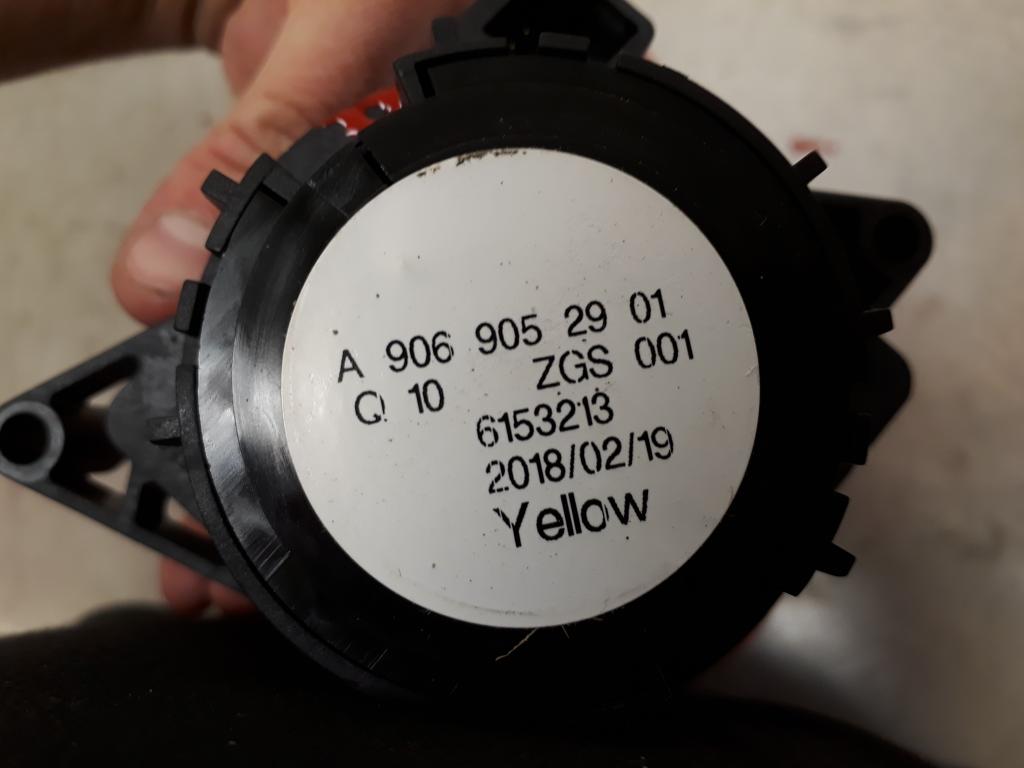 A 906 905 29 01
Q 10 ZGS 001
6153213
2018/02/19
Yellow